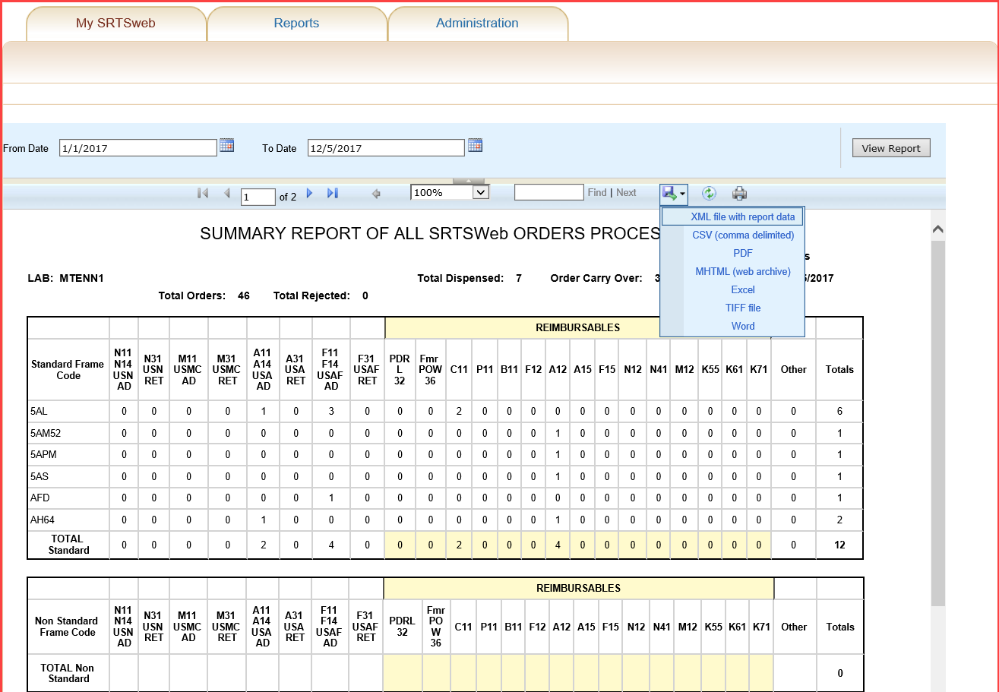 My SRTSweb Reports Administration
From Date 1/1/2017 To Date 12/5/2017 View Report
1 of 2 100% Find | Next
XML file with report data
CSV (comma delimited)
PDF
MHTML (web archive)
Excel
TIFF file
Word
SUMMARY REPORT OF ALL SRTSWeb ORDERS PROCES
s
LAB: MTENN1 Total Dispensed: 7 Order Carry Over: 3 /2017
Total Orders: 46 Total Rejected: 0
REIMBURSABLES
Standard Frame Code N11 N14 USN AD N31 USN RET M11 USMC AD M31 USMC RET A11 A14 USA AD A31 USA RET F11 F14 USAF AD F31 USAF RET PDR L 32 Fmr POW 36 C11 P11 B11 F12 A12 A15 F15 N12 N41 M12 K55 K61 K71 Other Totals
5AL 0 0 0 0 1 0 3 0 0 0 2 0 0 0 0 0 0 0 0 0 0 0 0 0 6
5AM52 0 0 0 0 0 0 0 0 0 0 0 0 0 0 1 0 0 0 0 0 0 0 0 0 1
5APM 0 0 0 0 0 0 0 0 0 0 0 0 0 0 1 0 0 0 0 0 0 0 0 0 1
5AS 0 0 0 0 0 0 0 0 0 0 0 0 0 0 1 0 0 0 0 0 0 0 0 0 1
AFD 0 0 0 0 0 0 1 0 0 0 0 0 0 0 0 0 0 0 0 0 0 0 0 0 1
AH64 0 0 0 0 1 0 0 0 0 0 0 0 0 0 1 0 0 0 0 0 0 0 0 0 2
TOTAL Standard 0 0 0 0 2 0 4 0 0 0 2 0 0 0 4 0 0 0 0 0 0 0 0 0 12
REIMBURSABLES
Non Standard Frame Code N11 N14 USN AD N31 USN RET M11 USMC AD M31 USMC RET A11 A14 USA AD A31 USA RET F11 F14 USAF AD F31 USAF RET PDRL 32 Fmr PO W 36 C11 P11 B11 F12 A12 A15 F15 N12 N41 M12 K55 K61 K71 Other Totals
TOTAL Non Standard 0